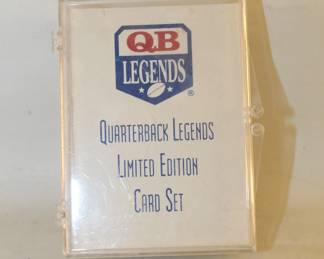 QB
LEGENDS
®
Quarterback Legends
Limited Edition
Card Set